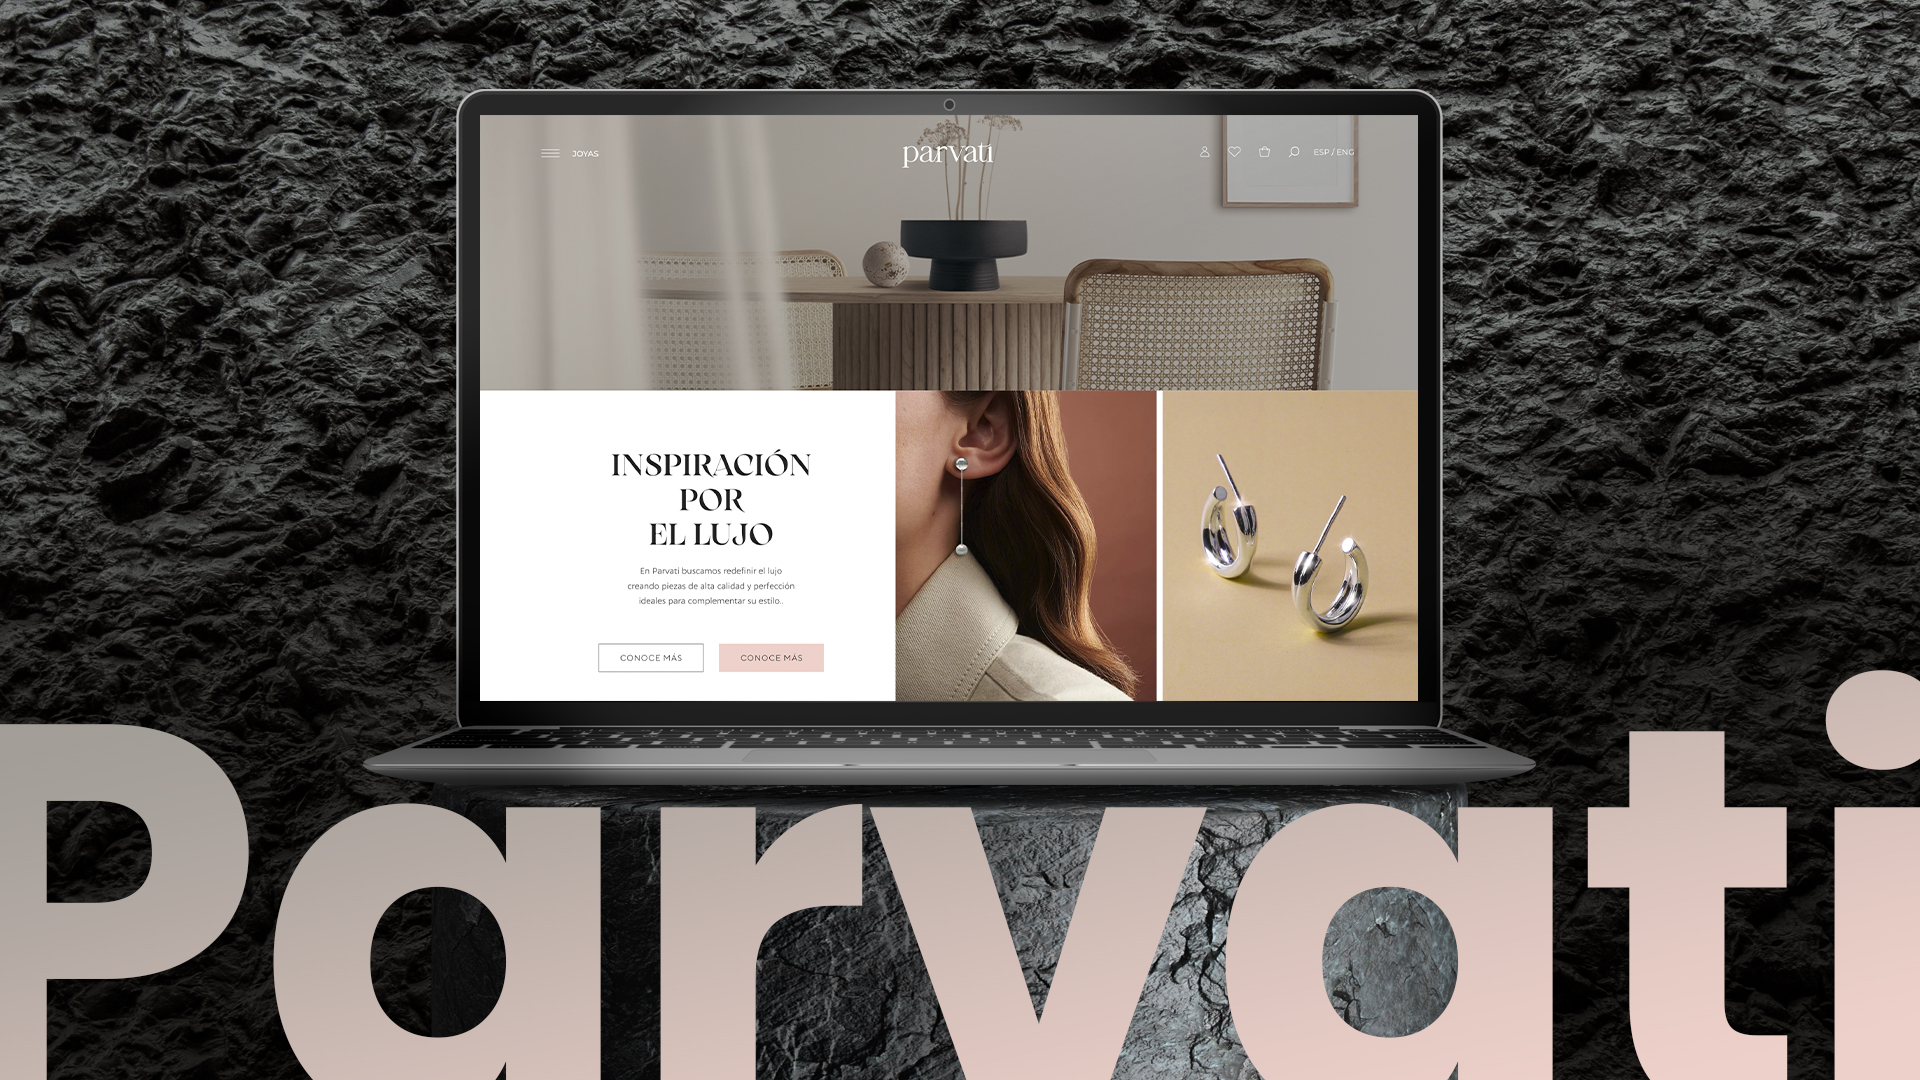 JOYAS
parvati
ESP / ENG
INSPIRACIÓN
POR
EL LUJO
En Parvati buscamos redefinir el lujo
creando piezas de alta calidad y perfección
ideales para complementar su estilo..
CONOCE MÁS
CONOCE MÁS
Parvati